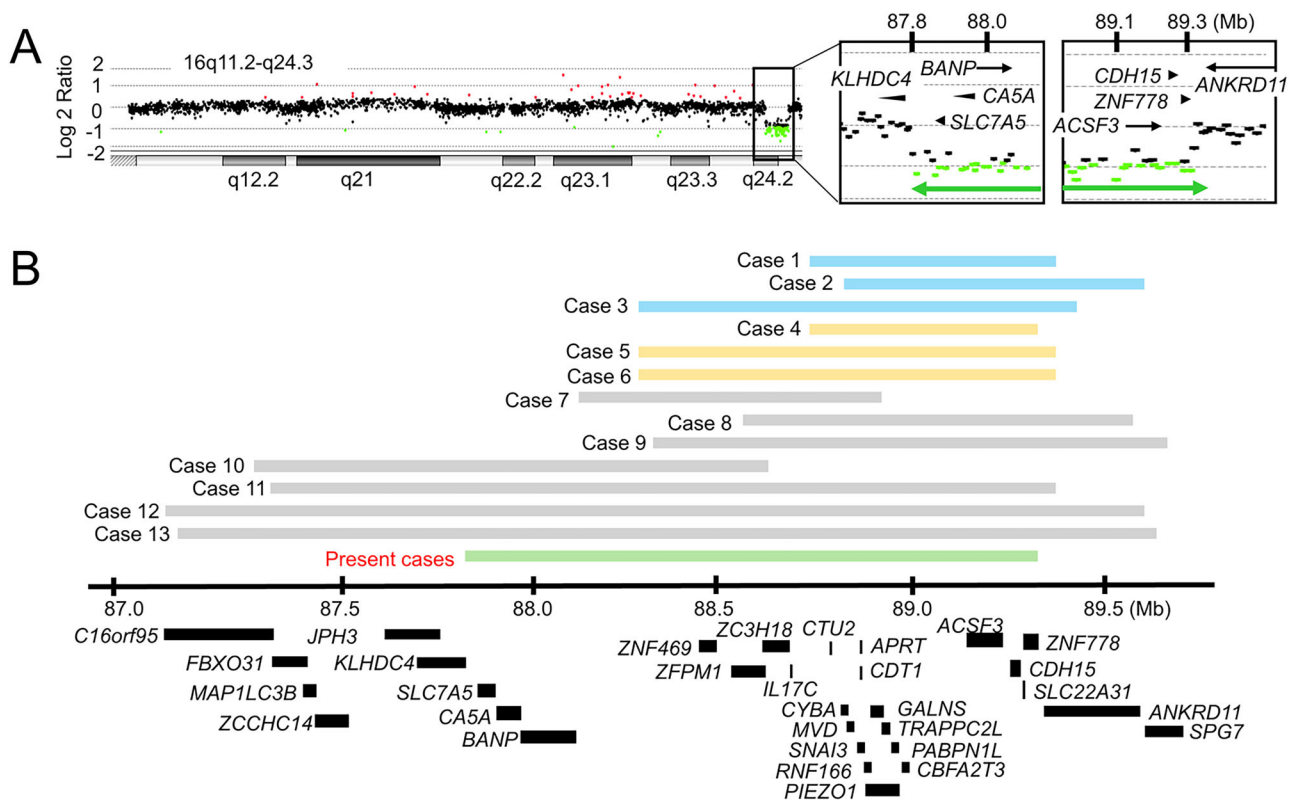 A
16q11.2-q24.3
Log 2 Ratio
2
1
0
-1
-2
q12.2 q21 q22.2 q23.1 q23.3 q24.2
87.8 88.0 89.1 89.3 (Mb)
KLHDC4 BANP
CA5A
SLC7A5
CDH15 ANKRD11
ZNF778
ACSF3
B
Case 1
Case 2
Case 3
Case 4
Case 5
Case 6
Case 7
Case 8
Case 9
Case 10
Case 11
Case 12
Case 13
Present cases
87.0 87.5 88.0 88.5 89.0 89.5 (Mb)
C16orf95 JPH3 ZNF469 ZC3H18 CTU2 APRT ACSF3 ZNF778
FBXO31 KLHDC4 ZFPM1 IL17C CDT1 CDH15
MAP1LC3B SLC7A5 SLC22A31
ZCCHC14 CA5A CYBA GALNS ANKRD11
BANP MVD TRAPPC2L SPG7
SNAI3 PABPN1L
RNF166 CBFA2T3
PIEZO1